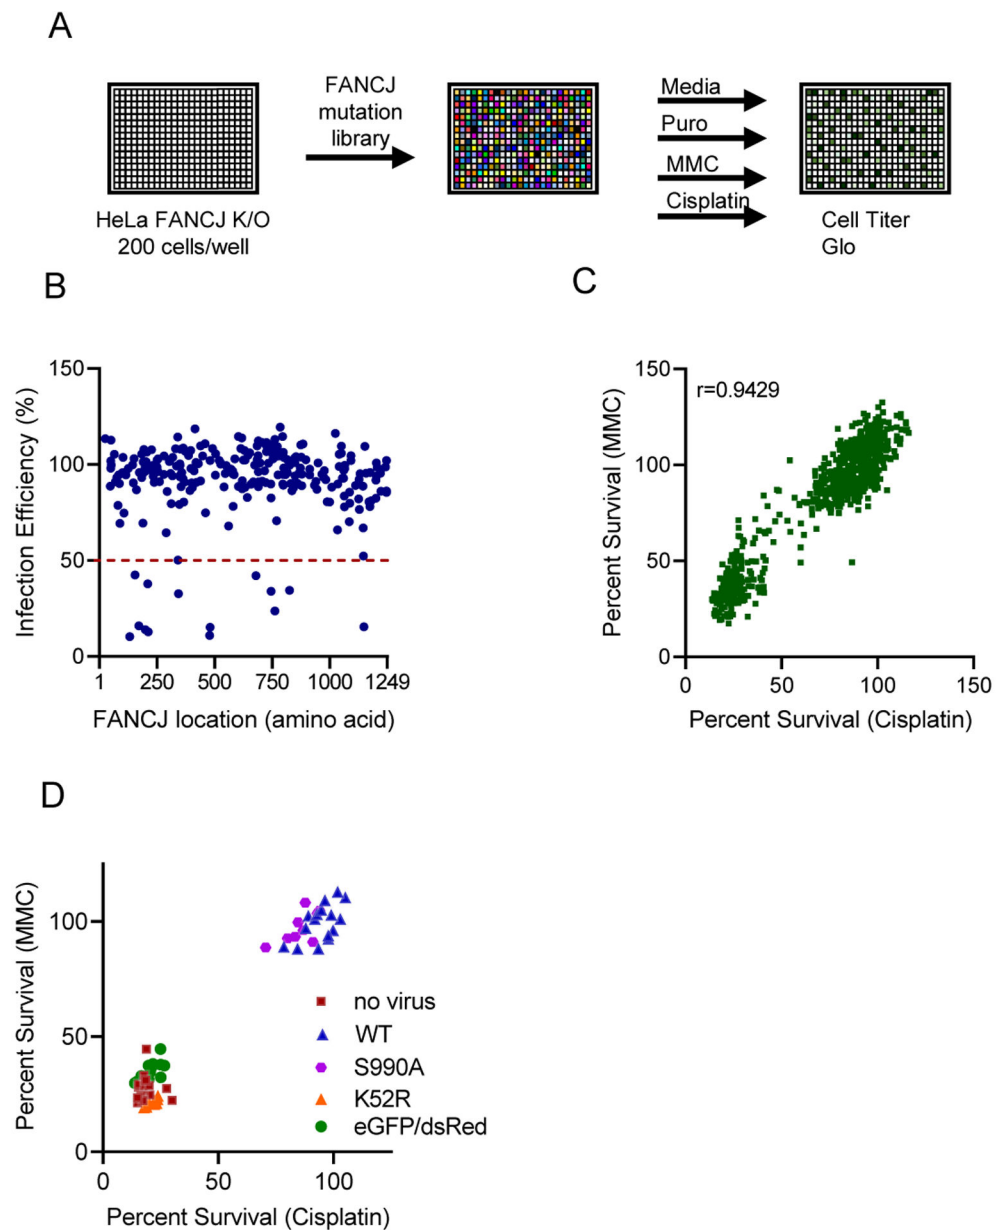 A
FANCJ
mutation
library
Media
Puro
MMC
Cisplatin
HeLa FANCJ K/O
200 cells/well
Cell Titer
Glo
B
Infection Efficiency (%)
150
100
50
0
1 250 500 750 1000 1249
FANCJ location (amino acid)
C
Percent Survival (MMC)
150
100
50
0
r=0.9429
0 50 100 150
Percent Survival (Cisplatin)
D
Percent Survival (MMC)
100
50
0
no virus
WT
S990A
K52R
eGFP/dsRed
0 50 100
Percent Survival (Cisplatin)